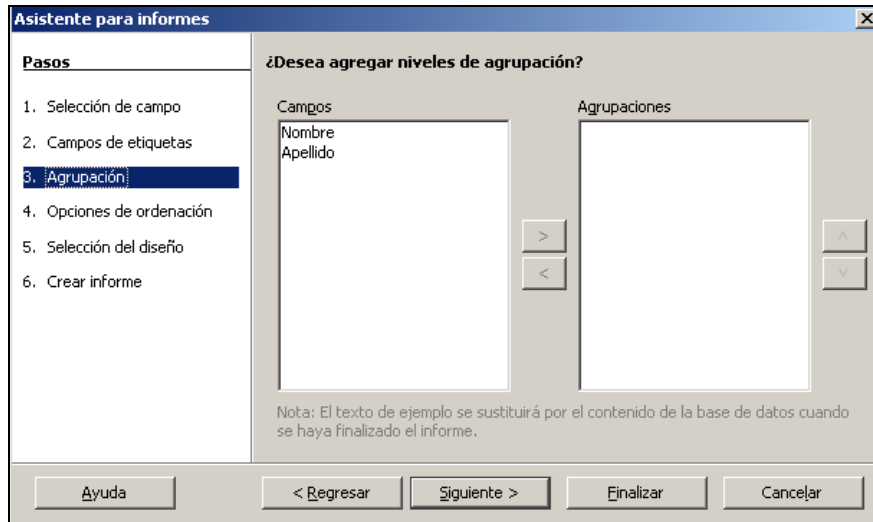 Asistente para informes
Pasos
1. Selección de campo
2. Campos de etiquetas
3. Agrupación
4. Opciones de ordenación
5. Selección del diseño
6. Crear informe
¿Desea agregar niveles de agrupación?
Campos
Nombre
Apellido
>
<
Agrupaciones
^
v
Nota: El texto de ejemplo se sustituirá por el contenido de la base de datos cuando
se haya finalizado el informe.
Ayuda
< Regresar
Siguiente >
Finalizar
Cancelar